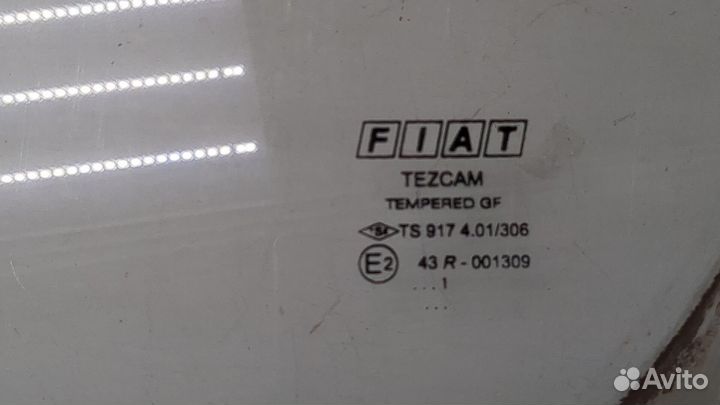 FIAT
TEZCAM
TEMPERED GF
TS 917 4.01/306
E2 43 R - 001309
. . . 1
Avito